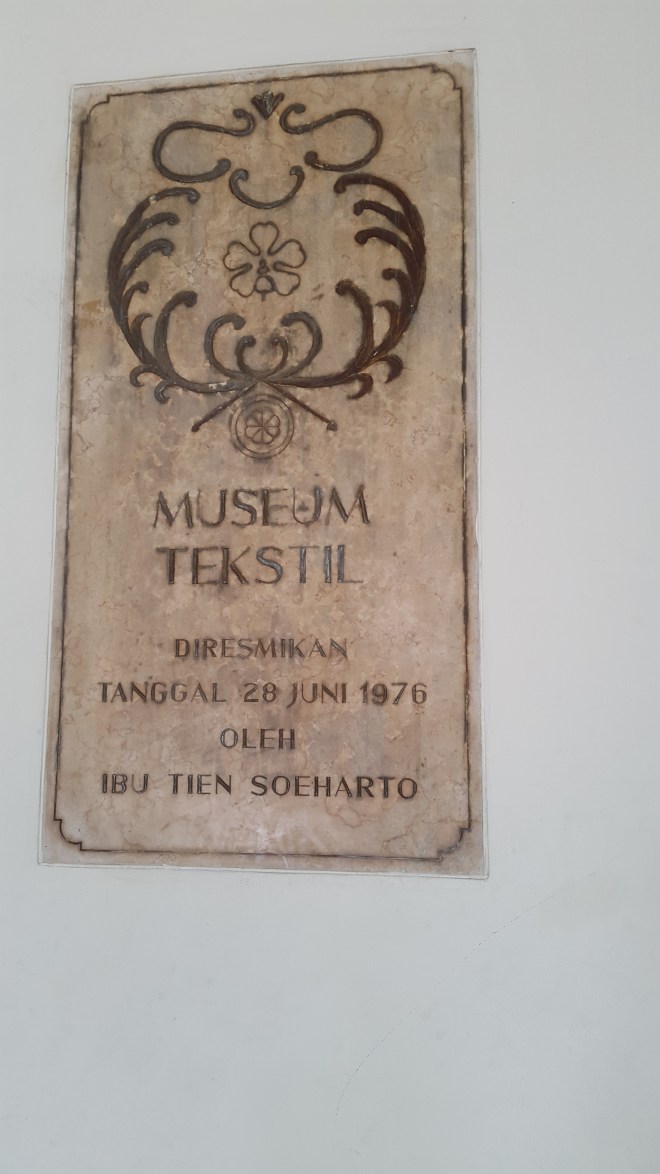 MUSEUM
TEKSTIL
DIRESMIKAN
TANGGAL 28 JUNI 1976
OLEH
IBU TIEN SOEHARTO